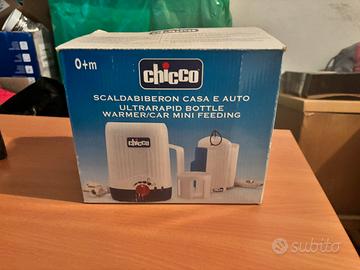 0+m
chicco
SCALDABIBERON CASA E AUTO
ULTRARAPID BOTTLE
WARMER/CAR MINI FEEDING
chicco
subito